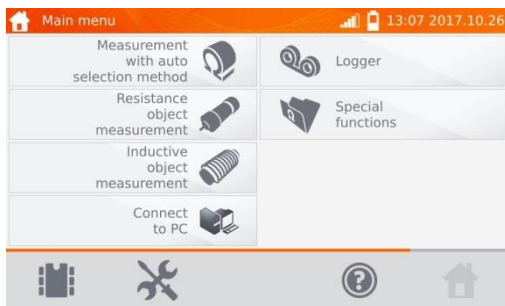 Main menu
13:07 2017.10.26
Measurement
with auto
selection method
Logger
Resistance
object
measurement
Special
functions
Inductive
object
measurement
Connect
to PC